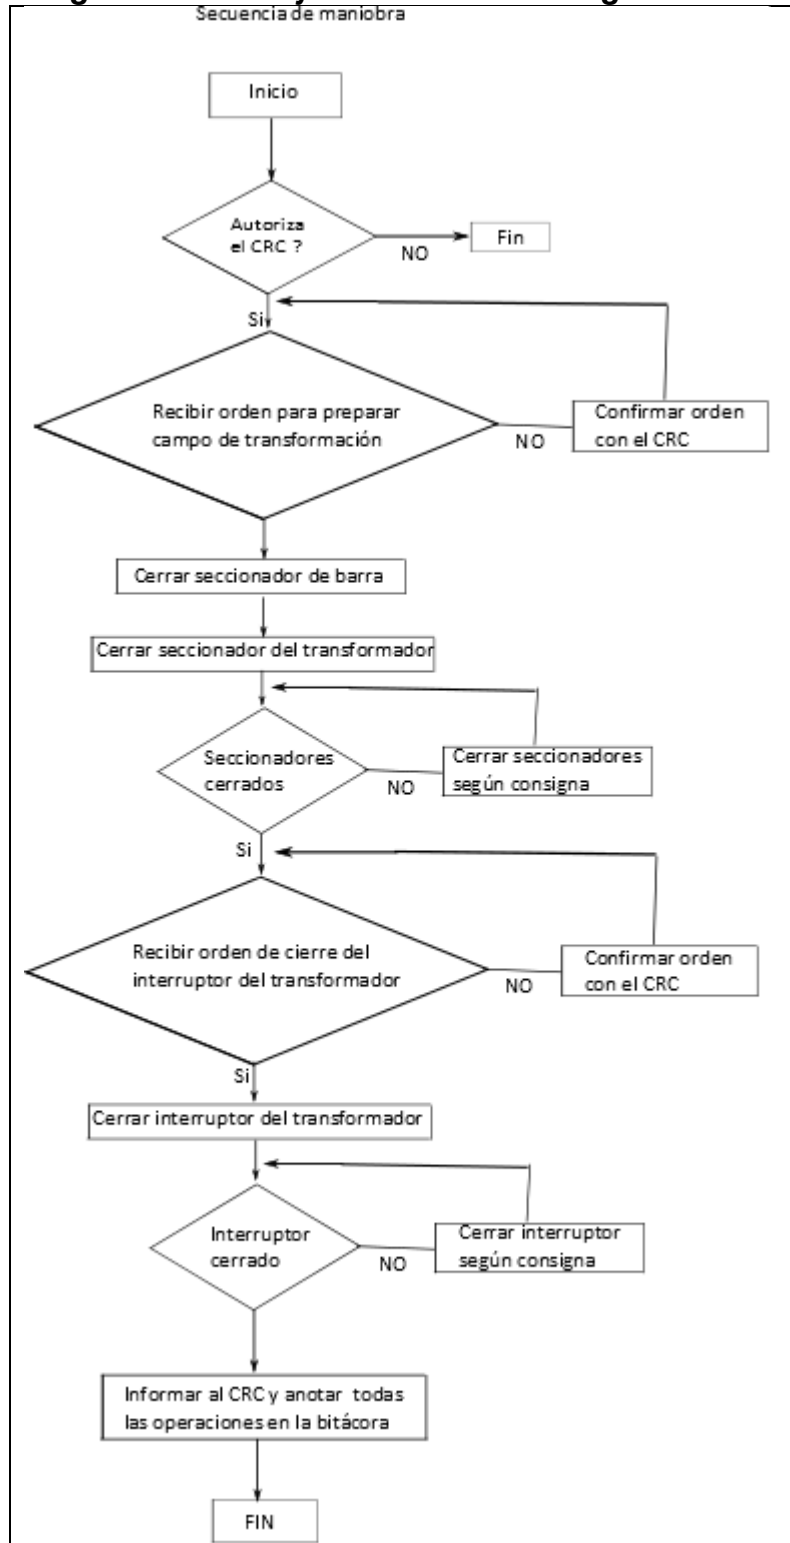 Secuencia de maniobra
Inicio
Autoriza
el CRC ?
NO
Fin
Si
Recibir orden para preparar
campo de transformación
NO
Confirmar orden
con el CRC
Cerrar seccionador de barra
Cerrar seccionador del transformador
Seccionadores
cerrados
NO
Cerrar seccionadores
según consigna
Si
Recibir orden de cierre del
interruptor del transformador
NO
Confirmar orden
con el CRC
Si
Cerrar interruptor del transformador
Interruptor
cerrado
NO
Cerrar interruptor
según consigna
Informar al CRC y anotar todas
las operaciones en la bitácora
FIN